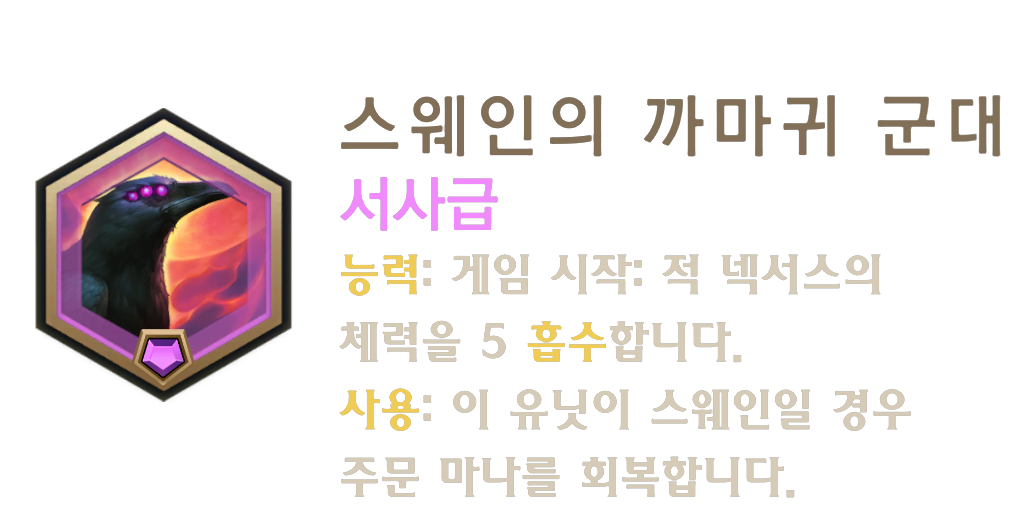 스웨인의 까마귀 군대
서사급
능력: 게임 시작: 적 넥서스의
체력을 5 흡수합니다.
사용: 이 유닛이 스웨인일 경우
주문 마나를 회복합니다.